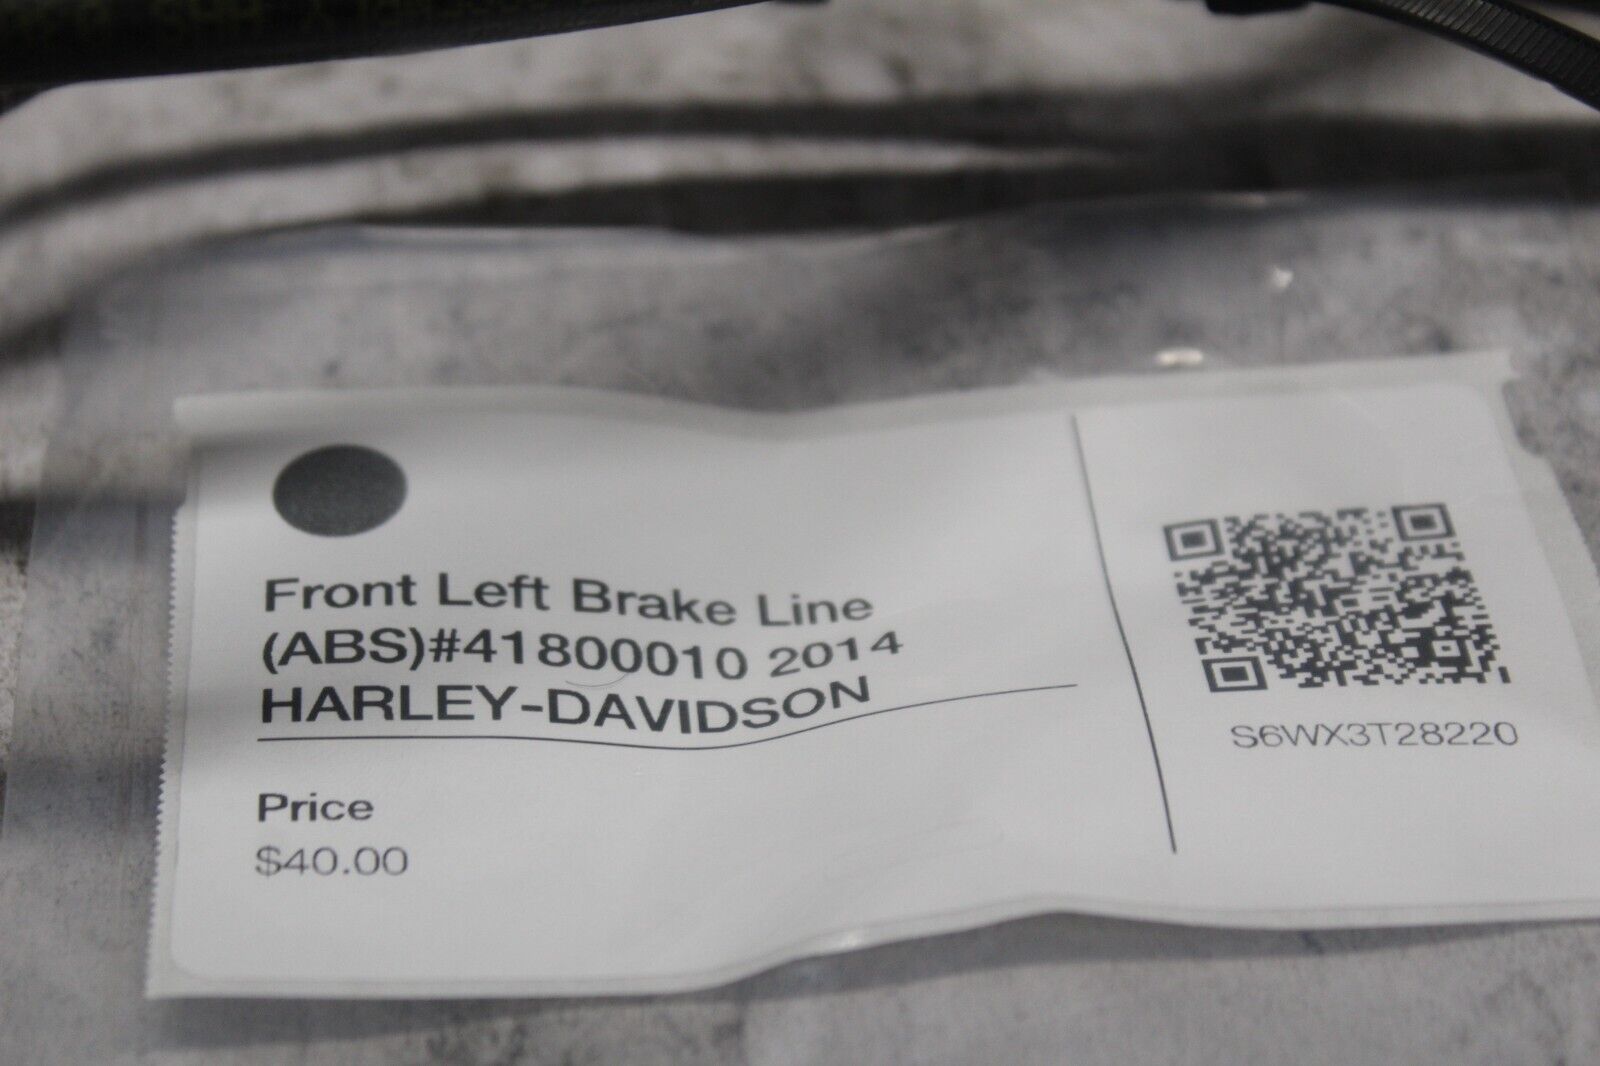 Front Left Brake Line
(ABS)#41800010 2014
HARLEY-DAVIDSON
Price
$40.00
S6WX3T28220